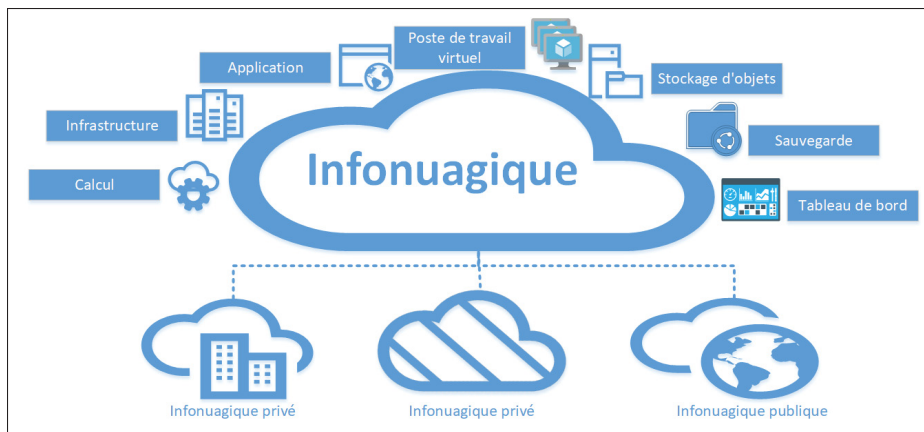 Poste de travail
virtuel
Application
Stockage d'objets
Infrastructure
Sauvegarde
Infonuagique
Calcul
Tableau de bord
Infonuagique privé
Infonuagique privé
Infonuagique publique